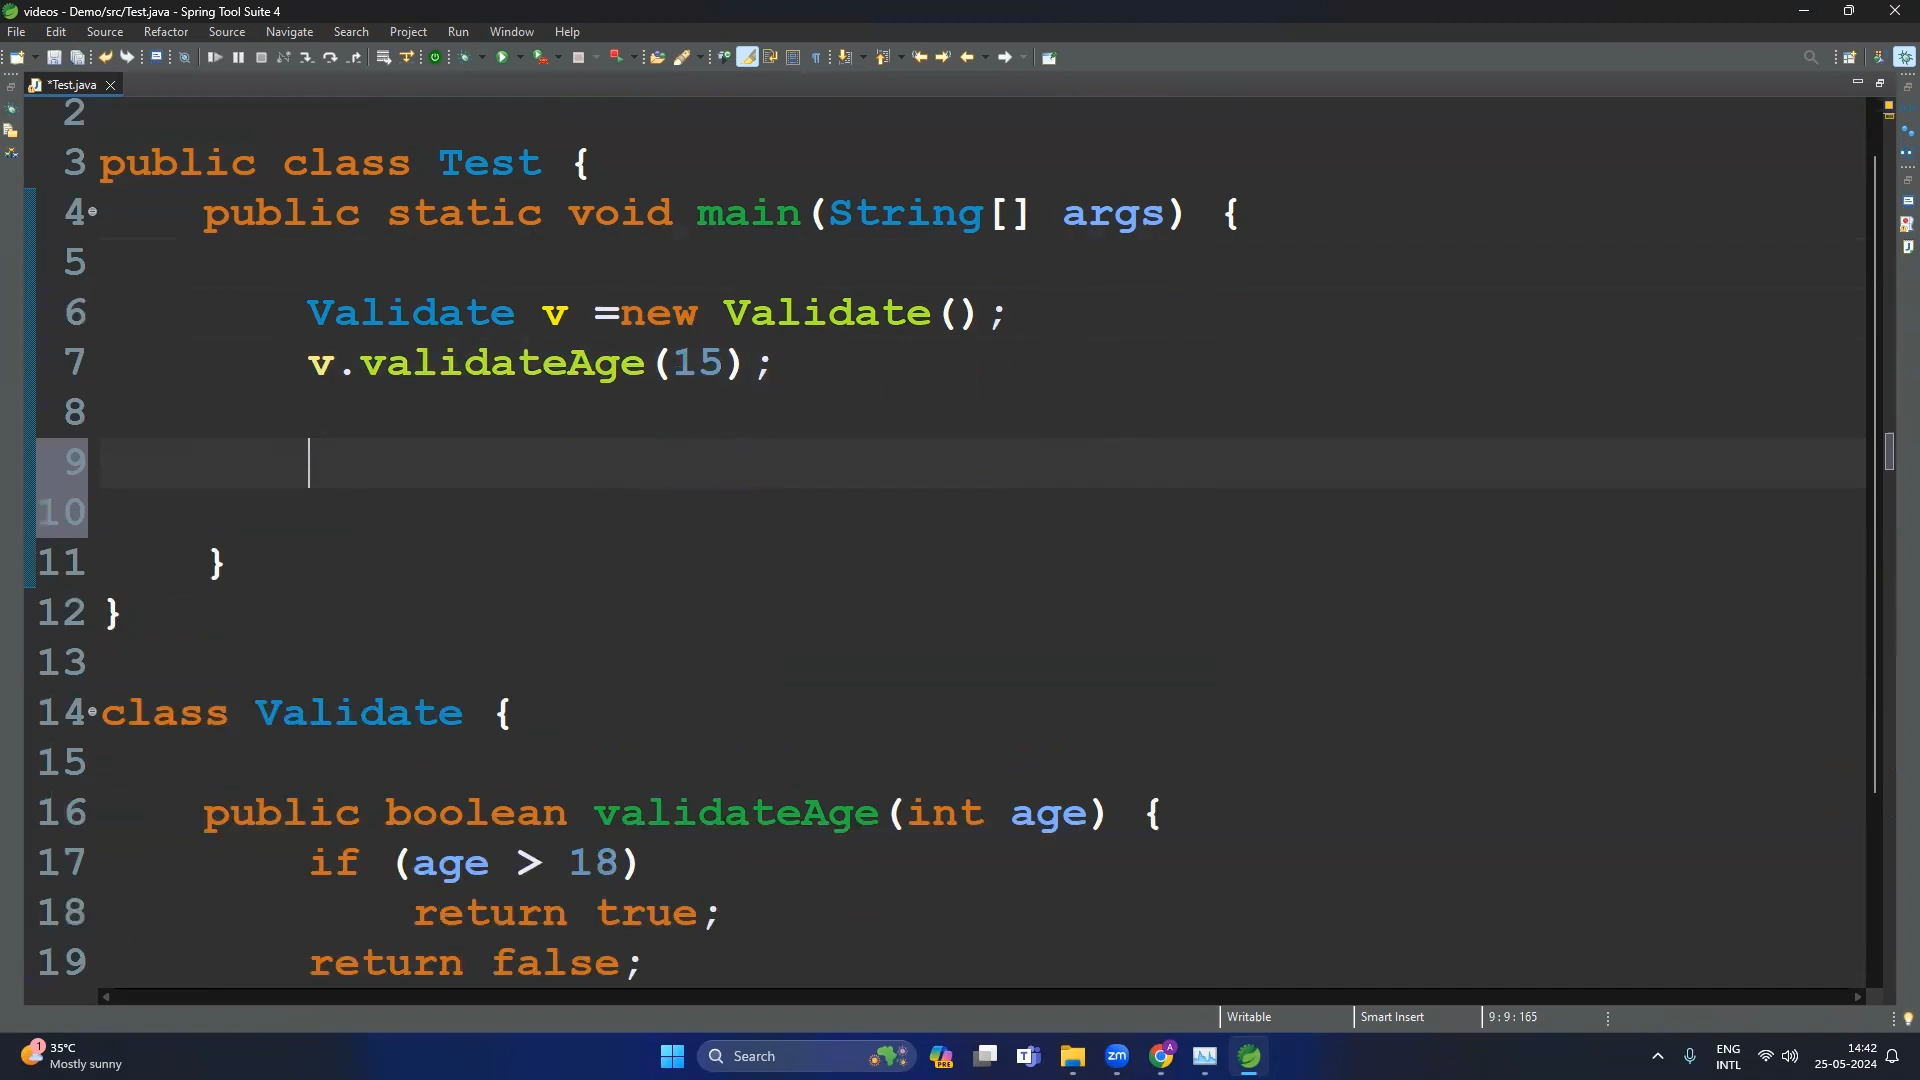 videos - Demo/src/Test.java - Spring Tool Suite 4
File Edit Source Refactor Source Navigate Search Project Run Window Help
*Test.java
2
3 public class Test {
4 public static void main(String[] args) {
5
6 Validate v =new Validate();
7 v.validateAge(15);
8
9
10
11 }
12 }
13
14 class Validate {
15
16 public boolean validateAge(int age) {
17 if (age > 18)
18 return true;
19 return false;
Writable Smart Insert 9 : 9 : 165
1 35°C
Mostly sunny
Search
PRE
zm
A
ENG
INTL
14:42
25-05-2024